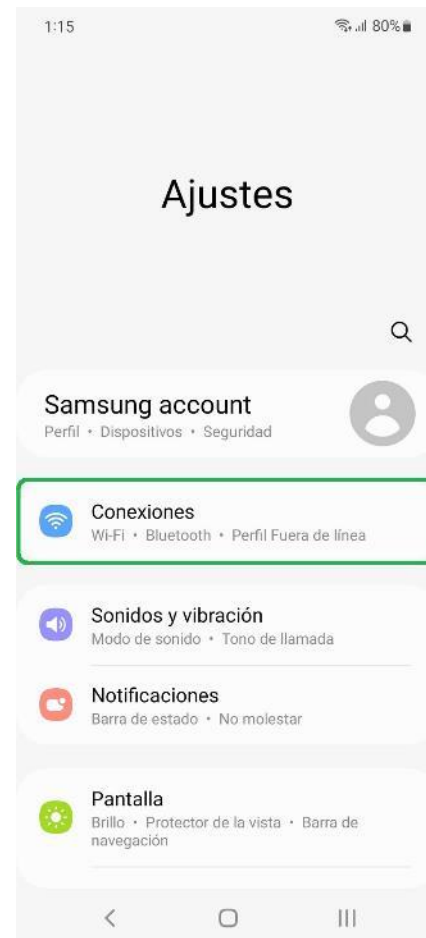 1:15 80%
Ajustes
Samsung account
Perfil • Dispositivos • Seguridad
Conexiones
Wi-Fi • Bluetooth • Perfil Fuera de línea
Sonidos y vibración
Modo de sonido • Tono de llamada
Notificaciones
Barra de estado • No molestar
Pantalla
Brillo • Protector de la vista • Barra de
navegación